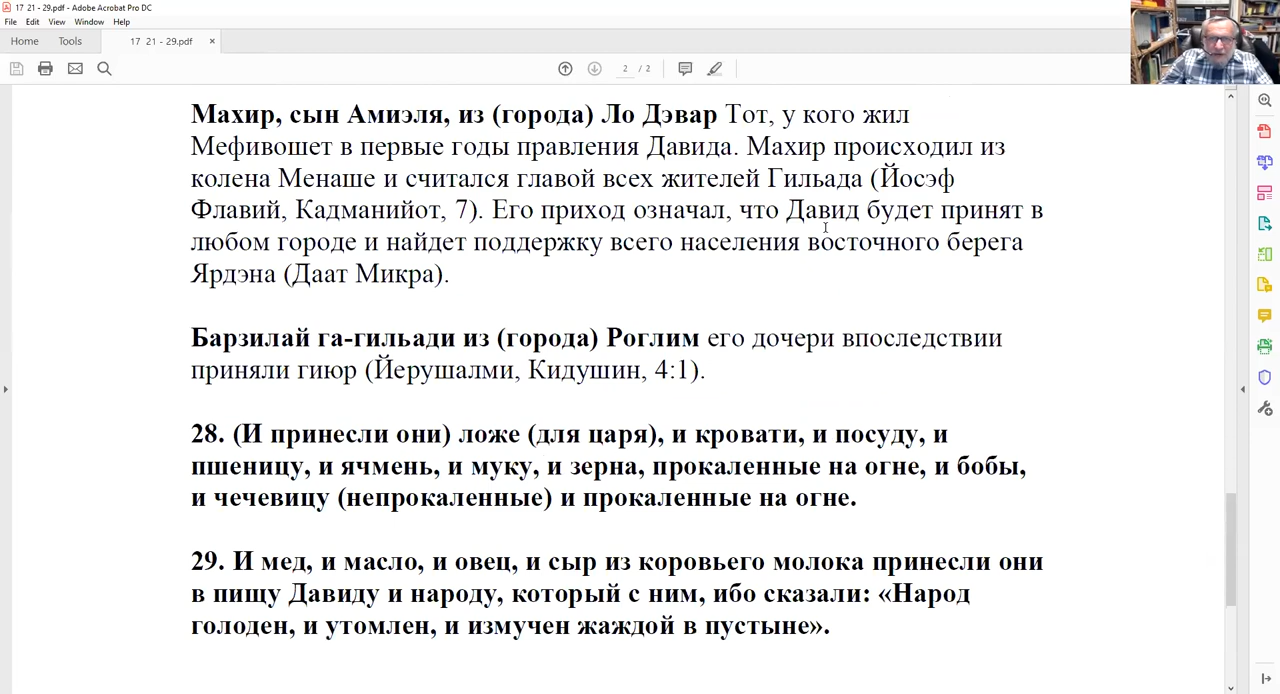 17 21 - 29.pdf - Adobe Acrobat Pro DC
File Edit View Window Help
Home Tools 17 21 - 29.pdf ×
2 / 2
Махир, сын Амиэля, из (города) Ло Дэвар Тот, у кого жил
Мефивошет в первые годы правления Давида. Махир происходил из
колена Менаше и считался главой всех жителей Гильада (Йосэф
Флавий, Кадманийот, 7). Его приход означал, что Давид будет принят в
любом городе и найдет поддержку всего населения восточного берега
Ярдэна (Даат Микра).
Барзилай га-гильади из (города) Роглим его дочери впоследствии
приняли гиюр (Йерушалми, Кидушин, 4:1).
28. (И принесли они) ложе (для царя), и кровати, и посуду, и
пшеницу, и ячмень, и муку, и зерна, прокаленные на огне, и бобы,
и чечевицу (непрокаленные) и прокаленные на огне.
29. И мед, и масло, и овец, и сыр из коровьего молока принесли они
в пищу Давиду и народу, который с ним, ибо сказали: «Народ
голоден, и утомлен, и измучен жаждой в пустыне».